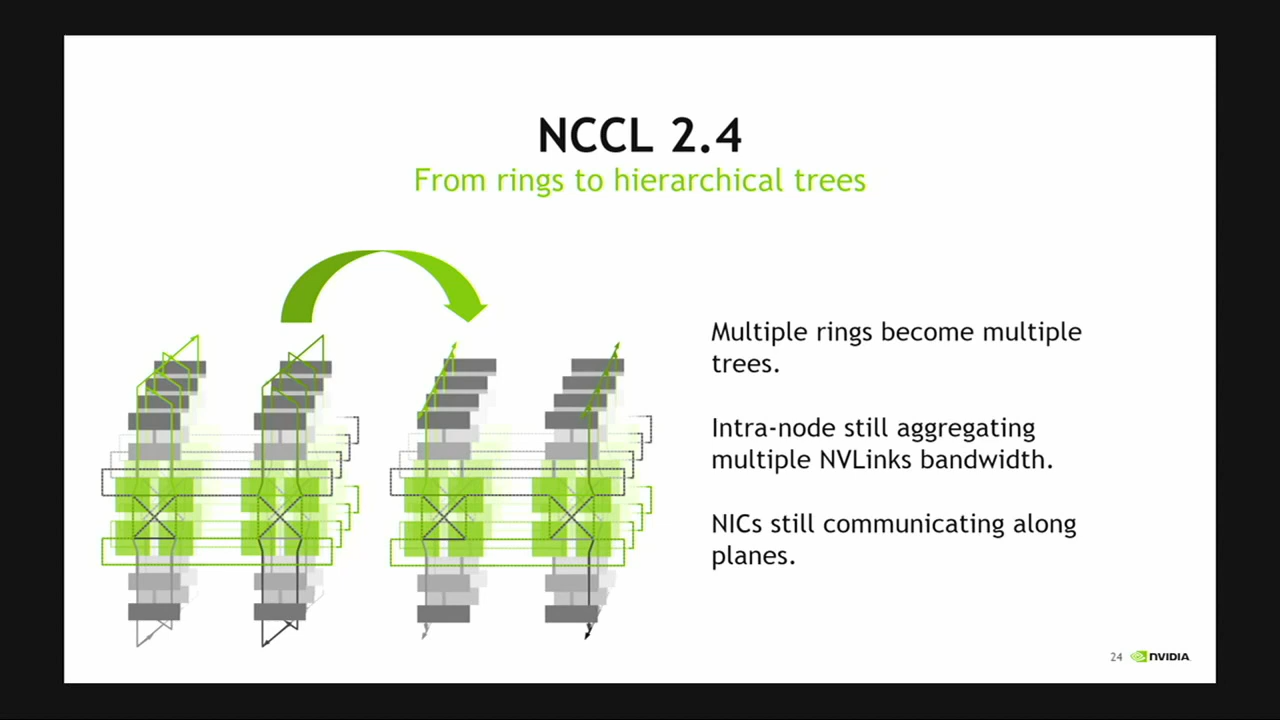 NCCL 2.4
From rings to hierarchical trees
Multiple rings become multiple
trees.
Intra-node still aggregating
multiple NVLinks bandwidth.
NICs still communicating along
planes.
24 NVIDIA